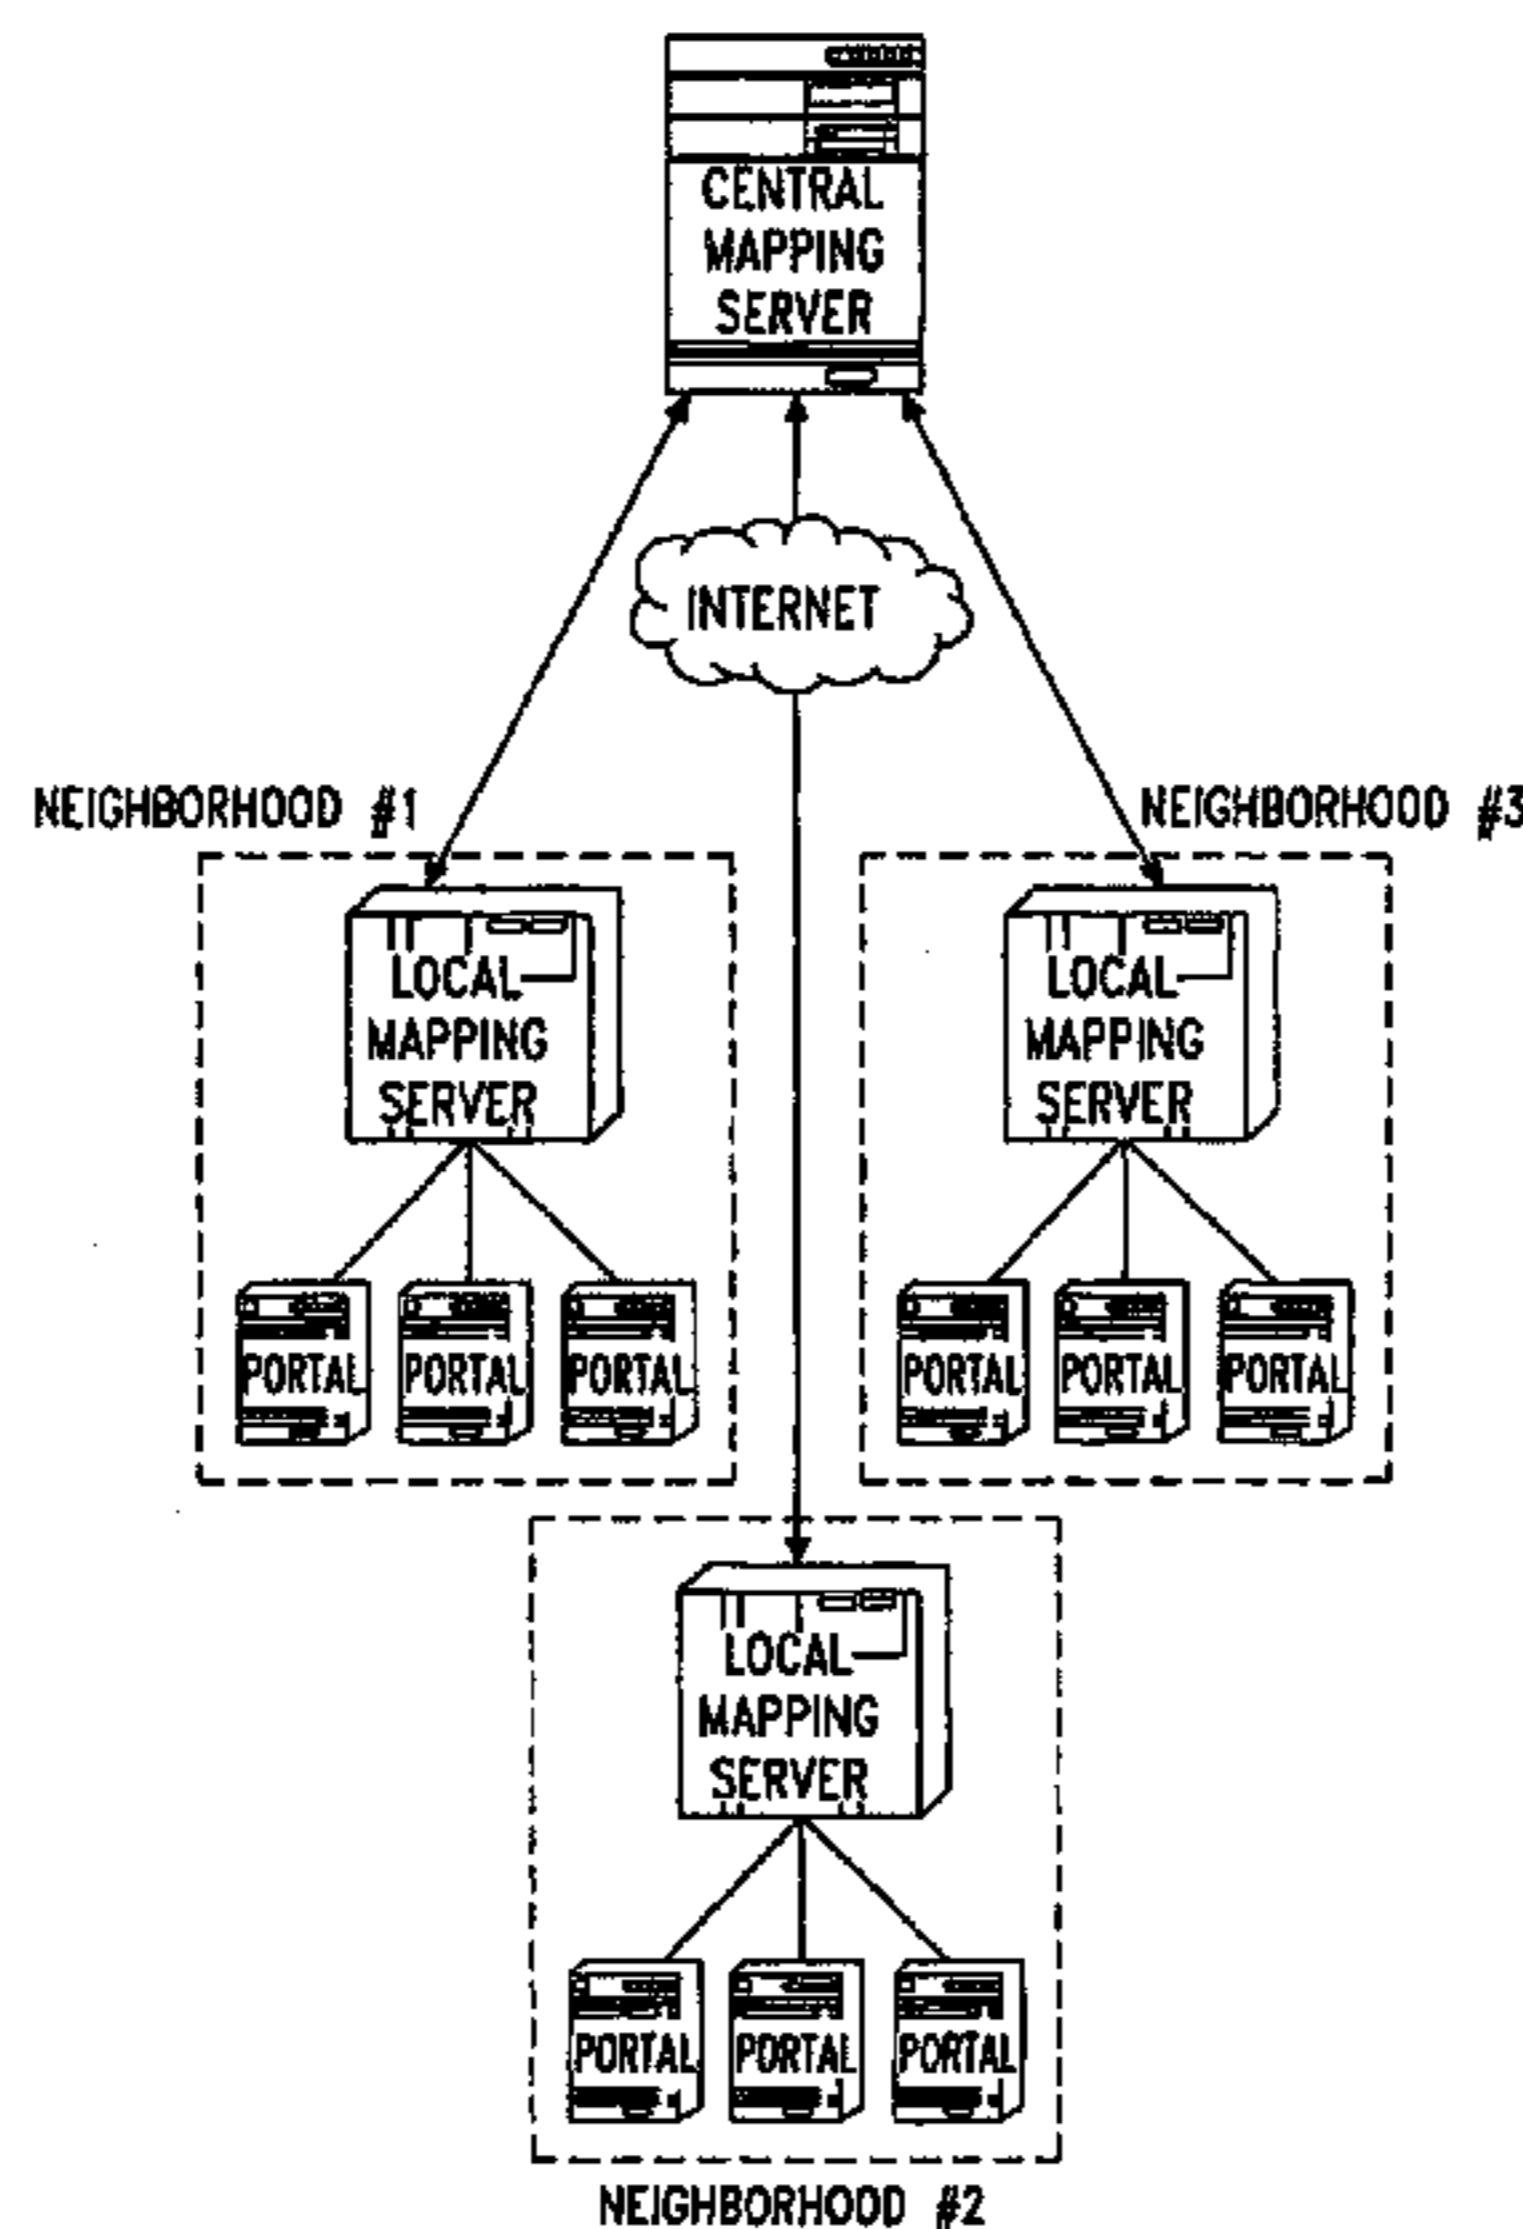 CENTRAL
MAPPING
SERVER
INTERNET
NEIGHBORHOOD #1
NEIGHBORHOOD #3
LOCAL
MAPPING
SERVER
LOCAL
MAPPING
SERVER
PORTAL
PORTAL
PORTAL
PORTAL
PORTAL
PORTAL
LOCAL
MAPPING
SERVER
PORTAL
PORTAL
PORTAL
NEIGHBORHOOD #2